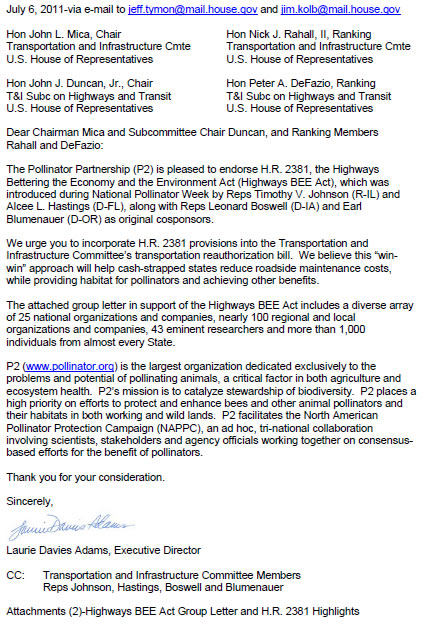 July 6, 2011-via e-mail to jeff.tymon@mail.house.gov and jim.kolb@mail.house.gov
Hon John L. Mica, Chair
Transportation and Infrastructure Cmte
U.S. House of Representatives
Hon Nick J. Rahall, II, Ranking
Transportation and Infrastructure Cmte
U.S. House of Representatives
Hon John J. Duncan, Jr., Chair
T&I Subc on Highways and Transit
U.S. House of Representatives
Hon Peter A. DeFazio, Ranking
T&I Subc on Highways and Transit
U.S. House of Representatives
Dear Chairman Mica and Subcommittee Chair Duncan, and Ranking Members
Rahall and DeFazio:
The Pollinator Partnership (P2) is pleased to endorse H.R. 2381, the Highways
Bettering the Economy and the Environment Act (Highways BEE Act), which was
introduced during National Pollinator Week by Reps Timothy V. Johnson (R-IL) and
Alcee L. Hastings (D-FL), along with Reps Leonard Boswell (D-IA) and Earl
Blumenauer (D-OR) as original cosponsors.
We urge you to incorporate H.R. 2381 provisions into the Transportation and
Infrastructure Committee's transportation reauthorization bill.  We believe this “win-
win” approach will help cash-strapped states reduce roadside maintenance costs,
while providing habitat for pollinators and achieving other benefits.
The attached group letter in support of the Highways BEE Act includes a diverse array
of 25 national organizations and companies, nearly 100 regional and local
organizations and companies, 43 eminent researchers and more than 1,000
individuals from almost every State.
P2 (www.pollinator.org) is the largest organization dedicated exclusively to the
problems and potential of pollinating animals, a critical factor in both agriculture and
ecosystem health.  P2's mission is to catalyze stewardship of biodiversity.  P2 places a
high priority on efforts to protect and enhance bees and other animal pollinators and
their habitats in both working and wild lands.  P2 facilitates the North American
Pollinator Protection Campaign (NAPPC), an ad hoc, tri-national collaboration
involving scientists, stakeholders and agency officials working together on consensus-
based efforts for the benefit of pollinators.
Thank you for your consideration.
Sincerely,
Laurie Davies Adams
Laurie Davies Adams, Executive Director
CC: Transportation and Infrastructure Committee Members
Reps Johnson, Hastings, Boswell and Blumenauer
Attachments (2)-Highways BEE Act Group Letter and H.R. 2381 Highlights